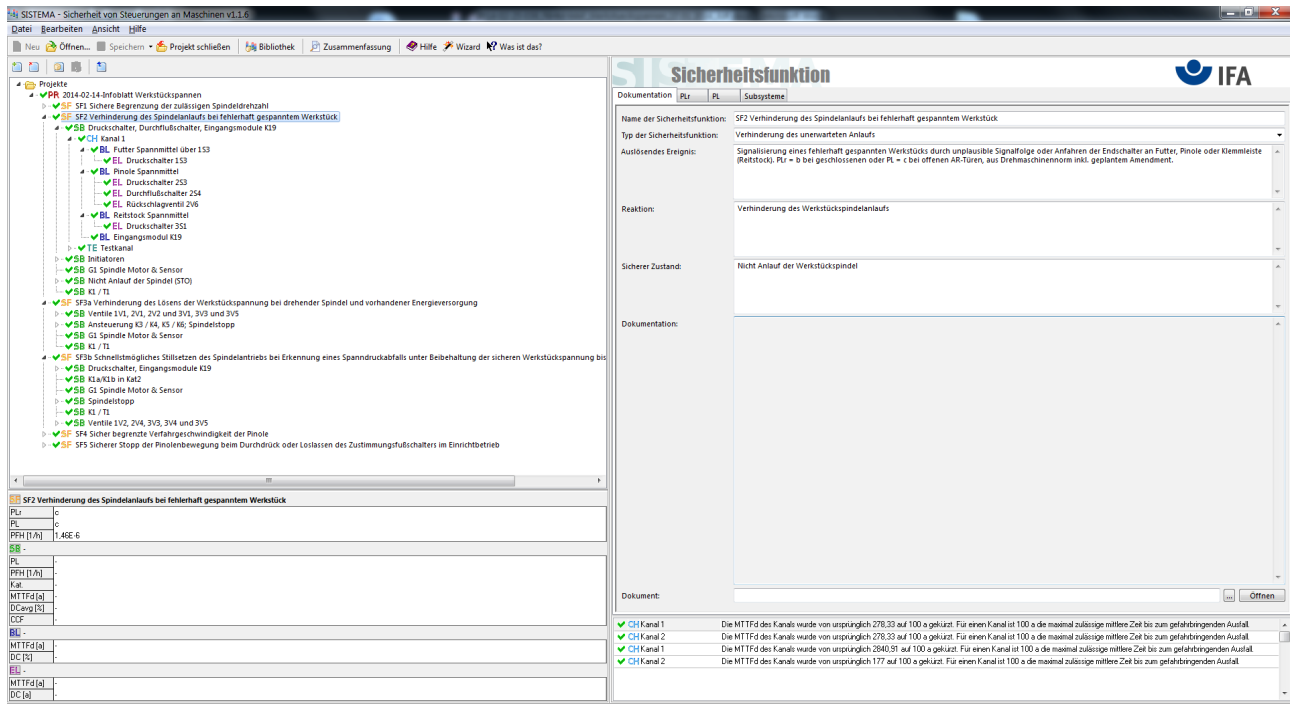 SISTEMA - Sicherheit von Steuerungen an Maschinen v1.1.6
Datei Bearbeiten Ansicht Hilfe
Neu Öffnen... Speichern Projekt schließen Bibliothek Zusammenfassung Hilfe Wizard Was ist das?
Projekte
PR 2014-02-14-Infoblatt Werkstückspannen
SF SF1 Sichere Begrenzung der zulässigen Spindeldrehzahl
SF SF2 Verhinderung des Spindelanlaufs bei fehlerhaft gespanntem Werkstück
SB Druckschalter, Durchflußschalter, Eingangsmodule K19
CH Kanal 1
BL Futter Spannmittel über 1S3
EL Druckschalter 1S3
BL Pinole Spannmittel
EL Druckschalter 2S3
EL Durchflußschalter 2S4
EL Rückschlagventil 2V6
BL Reitstock Spannmittel
EL Druckschalter 3S1
BL Eingangsmodul K19
TE Testkanal
SB Initiatoren
SB G1 Spindle Motor & Sensor
SB Nicht Anlauf der Spindel (STO)
SB K1 / T1
SF SF3a Verhinderung des Lösens der Werkstückspannung bei drehender Spindel und vorhandener Energieversorgung
SB Ventile 1V1, 2V1, 2V2 und 3V1, 3V3 und 3V5
SB Ansteuerung K3 / K4, K5 / K6; Spindelstopp
SB G1 Spindle Motor & Sensor
SB K1 / T1
SF SF3b Schnellstmögliches Stillsetzen des Spindelantriebs bei Erkennung eines Spanndruckabfalls unter Beibehaltung der sicheren Werkstückspannung bis
SB Druckschalter, Eingangsmodule K19
SB K1a/K1b in Kat2
SB G1 Spindle Motor & Sensor
SB Spindelstopp
SB K1 / T1
SB Ventile 1V2, 2V4, 3V3, 3V4 und 3V5
SF SF4 Sicher begrenzte Verfahrgeschwindigkeit der Pinole
SF SF5 Sicherer Stopp der Pinolenbewegung beim Durchdrück oder Loslassen des Zustimmungsfußschalters im Einrichtbetrieb
SF SF2 Verhinderung des Spindelanlaufs bei fehlerhaft gespanntem Werkstück
PLr c
PL c
PFH [1/h] 1,46E-6
SB -
PL -
PFH [1/h] -
Kat. -
MTTFd [a] -
DCavg [%] -
CCF -
BL -
MTTFd [a] -
DC [%] -
EL -
MTTFd [a] -
DC [a] -
SISTEMA
Sicherheitsfunktion
IFA
Dokumentation PLr PL Subsysteme
Name der Sicherheitsfunktion: SF2 Verhinderung des Spindelanlaufs bei fehlerhaft gespanntem Werkstück
Typ der Sicherheitsfunktion: Verhinderung des unerwarteten Anlaufs
Auslösendes Ereignis: Signalisierung eines fehlerhaft gespannten Werkstücks durch unplausible Signalfolge oder Anfahren der Endschalter an Futter, Pinole oder Klemmleiste
(Reitstock). PLr = b bei geschlossenen oder PL = c bei offenen AR-Türen, aus Drehmaschinennorm inkl. geplantem Amendment.
Reaktion: Verhinderung des Werkstückspindelanlaufs
Sicherer Zustand: Nicht Anlauf der Werkstückspindel
Dokumentation:
Dokument: ... Öffnen
CH Kanal 1 Die MTTFd des Kanals wurde von ursprünglich 278,33 auf 100 a gekürzt. Für einen Kanal ist 100 a die maximal zulässige mittlere Zeit bis zum gefahrbringenden Ausfall.
CH Kanal 2 Die MTTFd des Kanals wurde von ursprünglich 278,33 auf 100 a gekürzt. Für einen Kanal ist 100 a die maximal zulässige mittlere Zeit bis zum gefahrbringenden Ausfall.
CH Kanal 1 Die MTTFd des Kanals wurde von ursprünglich 2840,91 auf 100 a gekürzt. Für einen Kanal ist 100 a die maximal zulässige mittlere Zeit bis zum gefahrbringenden Ausfall.
CH Kanal 2 Die MTTFd des Kanals wurde von ursprünglich 177 auf 100 a gekürzt. Für einen Kanal ist 100 a die maximal zulässige mittlere Zeit bis zum gefahrbringenden Ausfall.